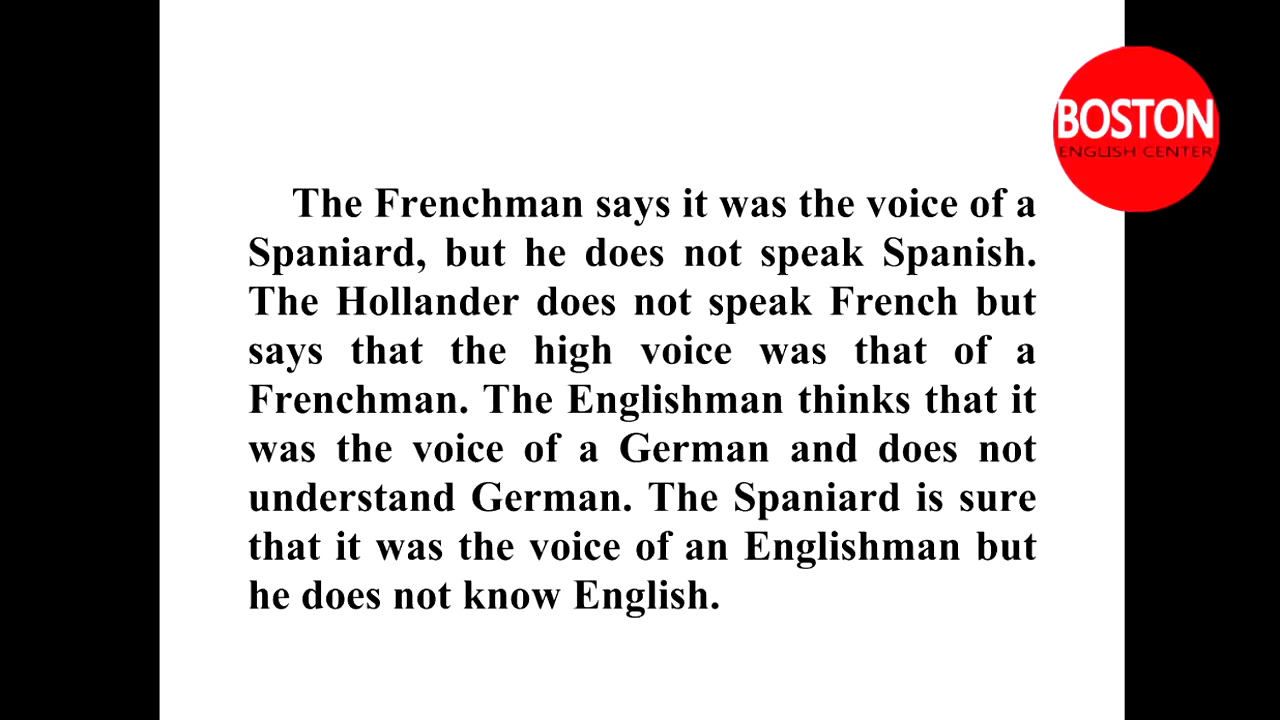 BOSTON
ENGLISH CENTER
The Frenchman says it was the voice of a
Spaniard, but he does not speak Spanish.
The Hollander does not speak French but
says that the high voice was that of a
Frenchman. The Englishman thinks that it
was the voice of a German and does not
understand German. The Spaniard is sure
that it was the voice of an Englishman but
he does not know English.